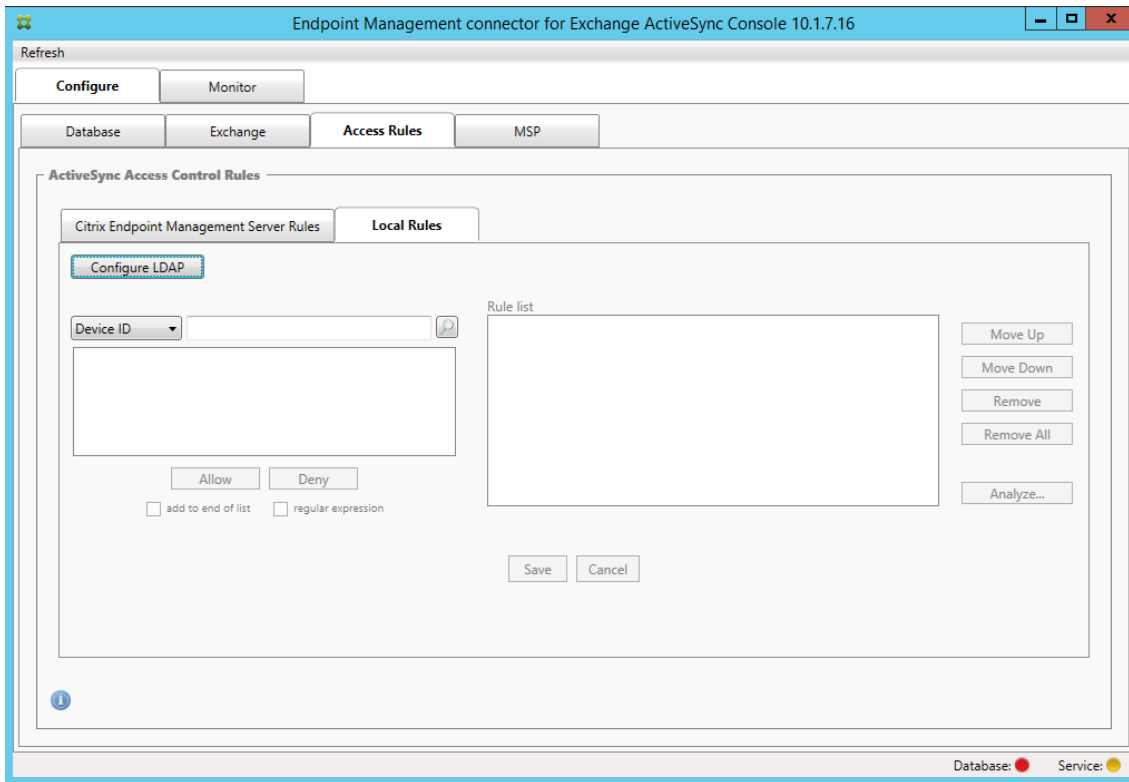 Endpoint Management connector for Exchange ActiveSync Console 10.1.7.16
Refresh
Configure Monitor
Database Exchange Access Rules MSP
ActiveSync Access Control Rules
Citrix Endpoint Management Server Rules Local Rules
Configure LDAP
Rule list
Device ID
Move Up
Move Down
Remove
Remove All
Allow Deny
Analyze...
add to end of list regular expression
Save Cancel
Database: Service: